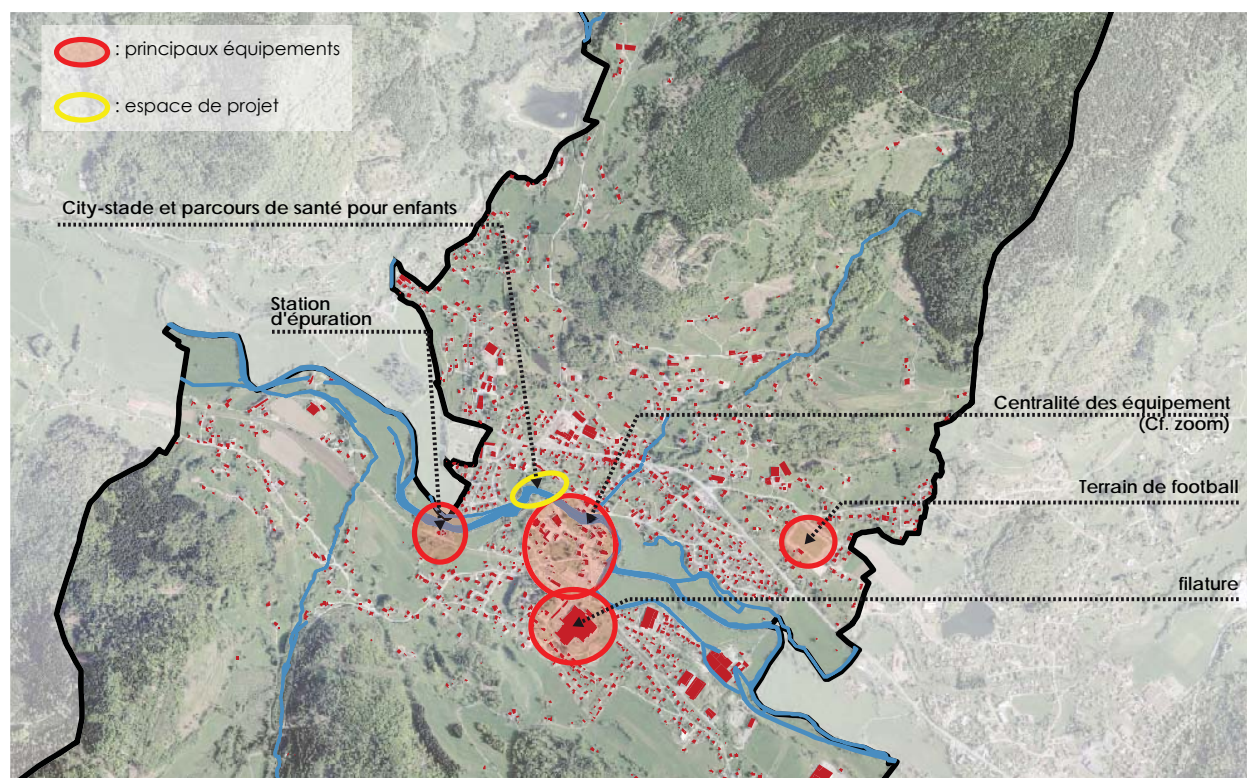 : principaux équipements
: espace de projet
City-stade et parcours de santé pour enfants
Station
d'épuration
Centralité des équipement
(Cf. zoom)
Terrain de football
filature